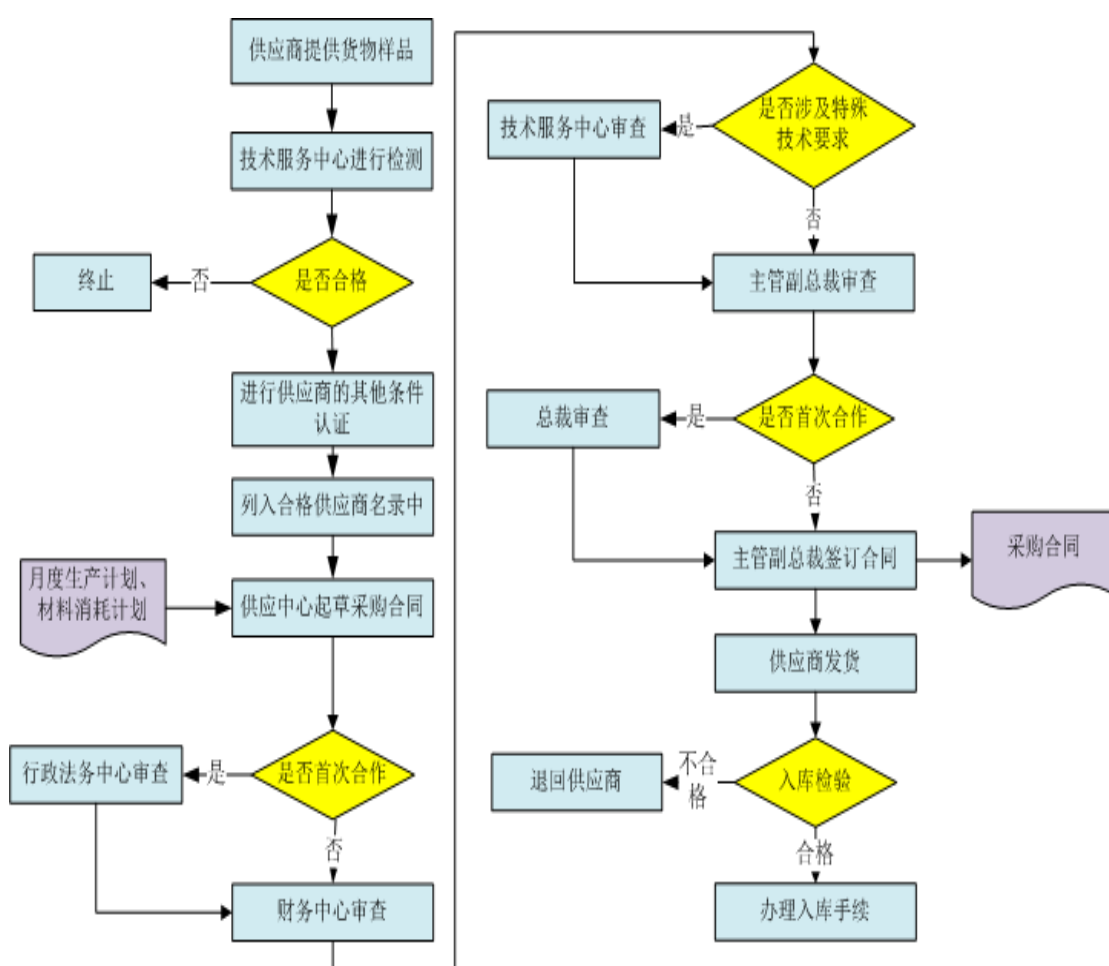 供应商提供货物样品
技术服务中心进行检测
是否合格
否
终止
进行供应商的其他条件
认证
列入合格供应商名录中
月度生产计划、
材料消耗计划
供应中心起草采购合同
是否首次合作
是
行政法务中心审查
否
财务中心审查
是否涉及特殊
技术要求
是
技术服务中心审查
否
主管副总裁审查
是否首次合作
是
总裁审查
否
主管副总裁签订合同
采购合同
供应商发货
入库检验
不合
格
退回供应商
合格
办理入库手续